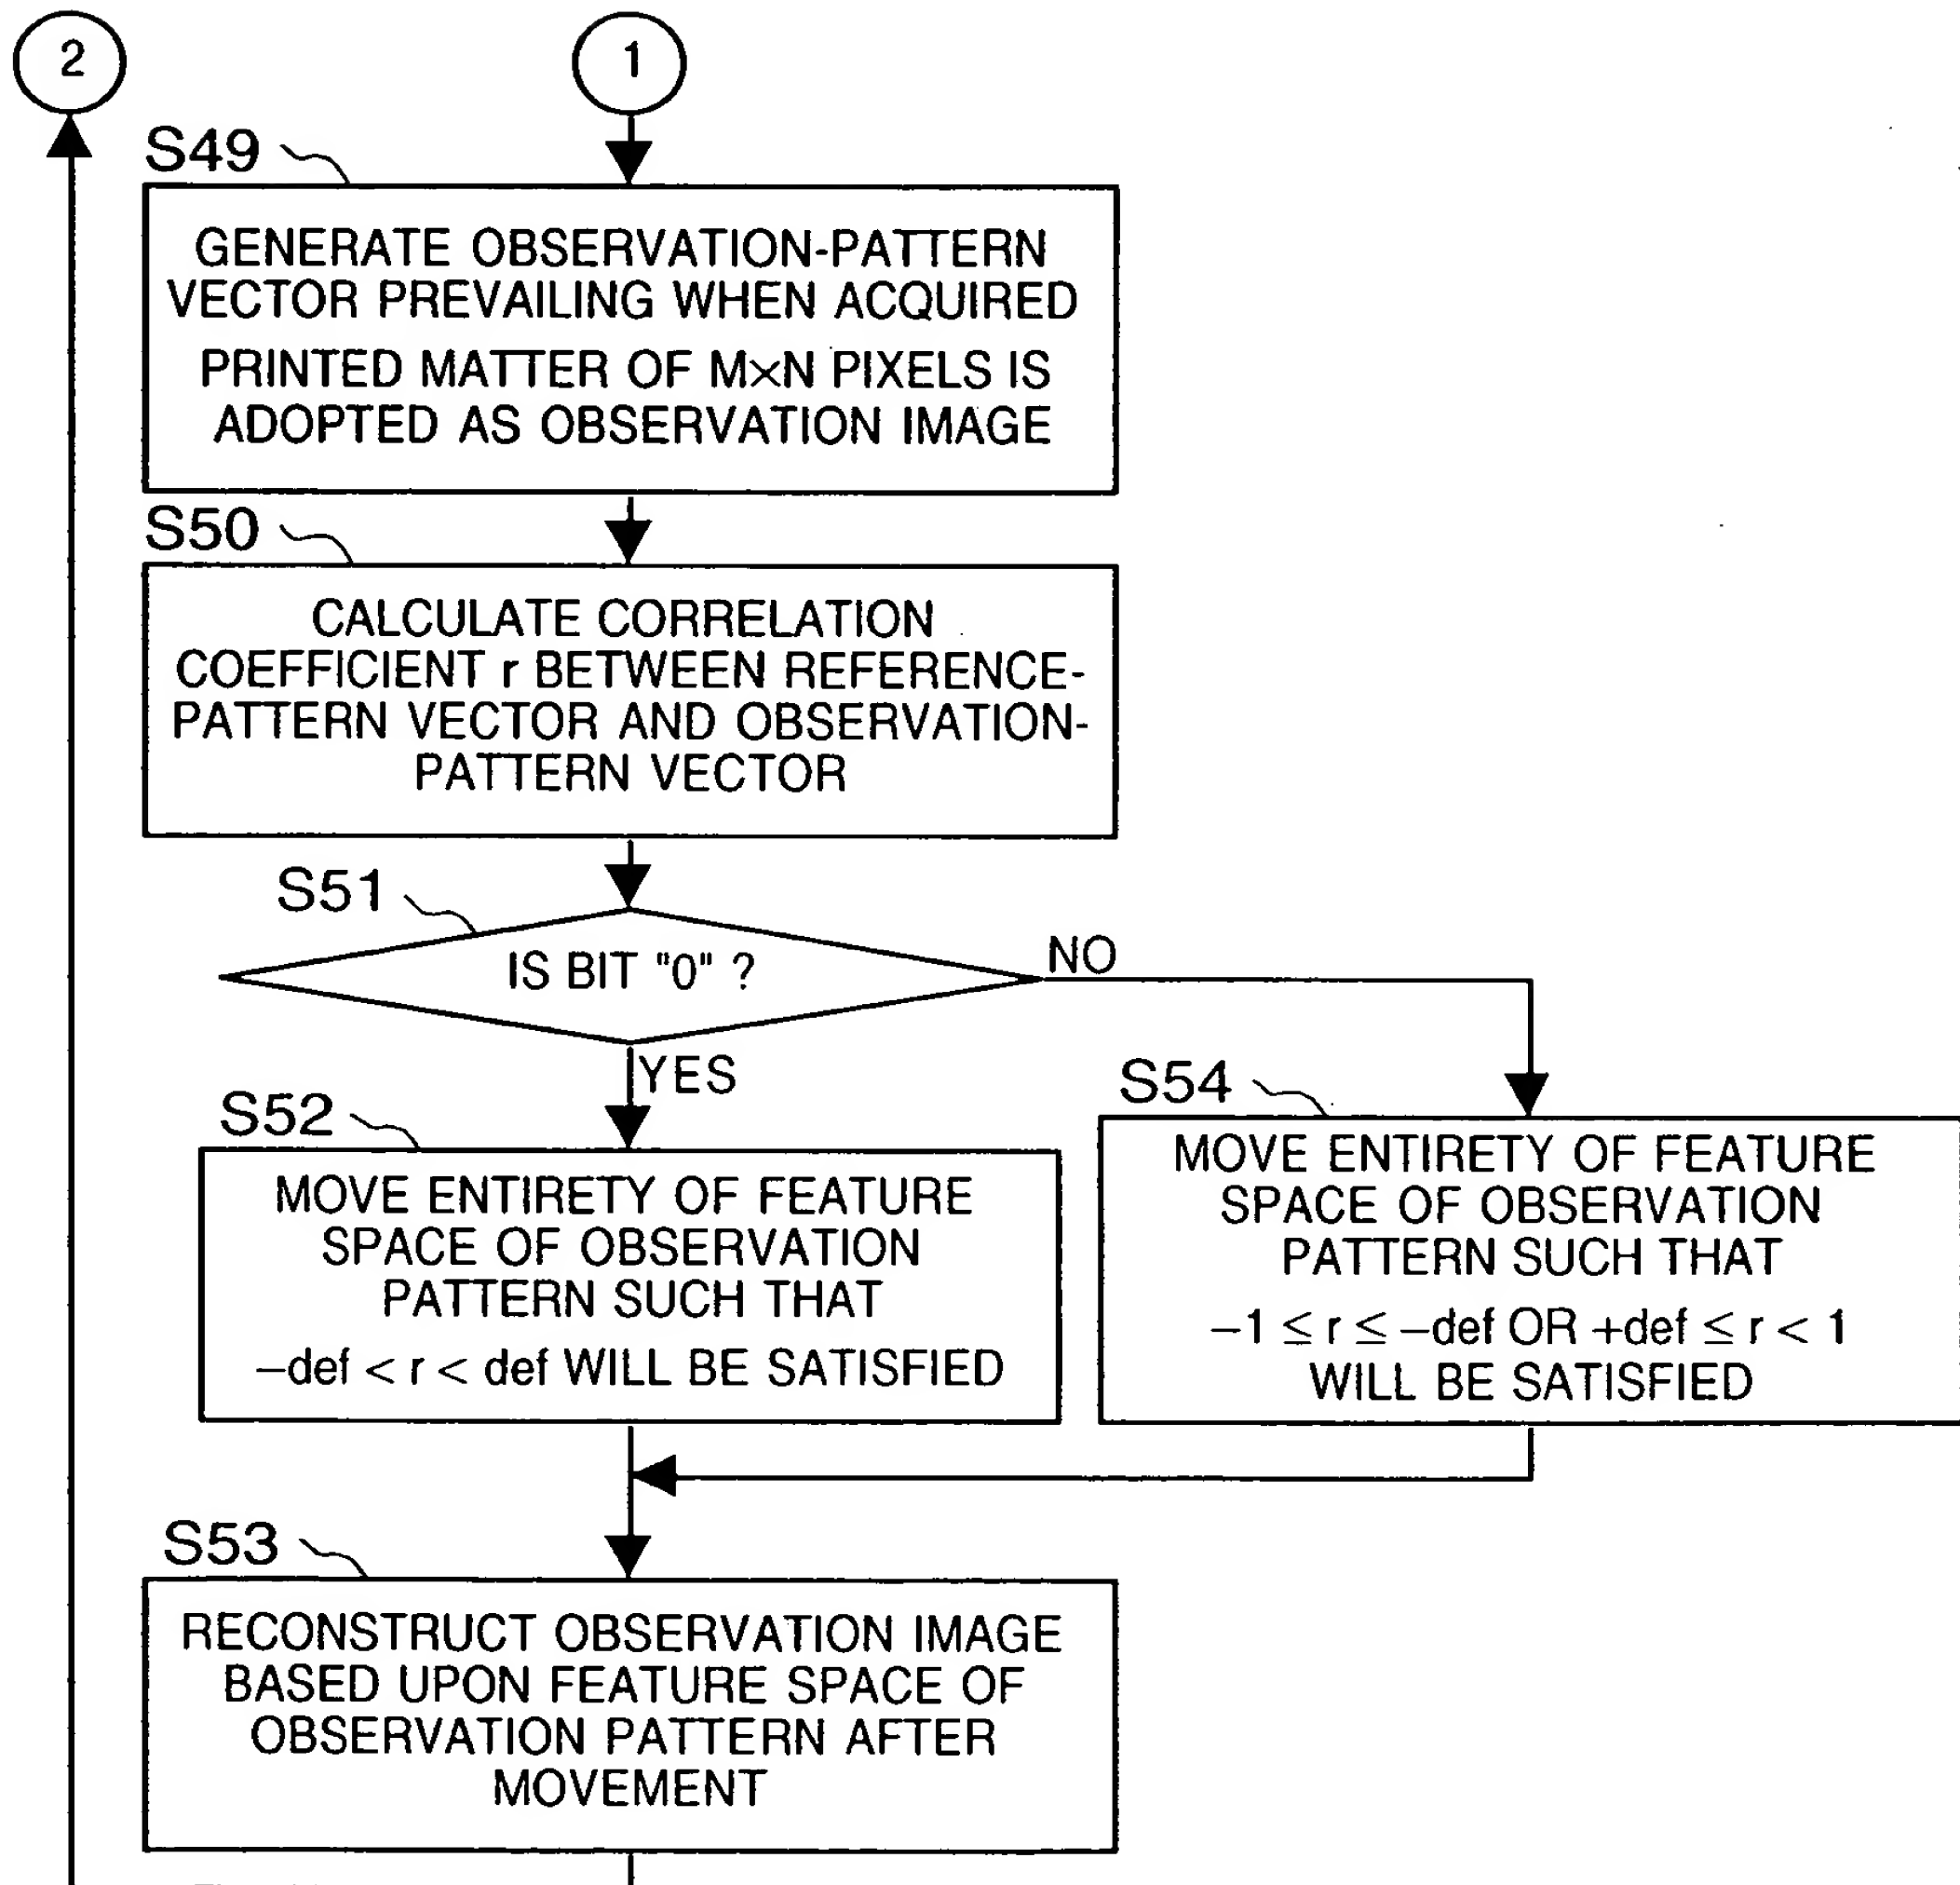 2
1
S49
GENERATE OBSERVATION-PATTERN
VECTOR PREVAILING WHEN ACQUIRED
PRINTED MATTER OF M×N PIXELS IS
ADOPTED AS OBSERVATION IMAGE
S50
CALCULATE CORRELATION
COEFFICIENT r BETWEEN REFERENCE-
PATTERN VECTOR AND OBSERVATION-
PATTERN VECTOR
S51
IS BIT "0" ?
NO
YES
S52
MOVE ENTIRETY OF FEATURE
SPACE OF OBSERVATION
PATTERN SUCH THAT
−def < r < def WILL BE SATISFIED
S54
MOVE ENTIRETY OF FEATURE
SPACE OF OBSERVATION
PATTERN SUCH THAT
−1 ≤ r ≤ −def OR +def ≤ r < 1
WILL BE SATISFIED
S53
RECONSTRUCT OBSERVATION IMAGE
BASED UPON FEATURE SPACE OF
OBSERVATION PATTERN AFTER
MOVEMENT